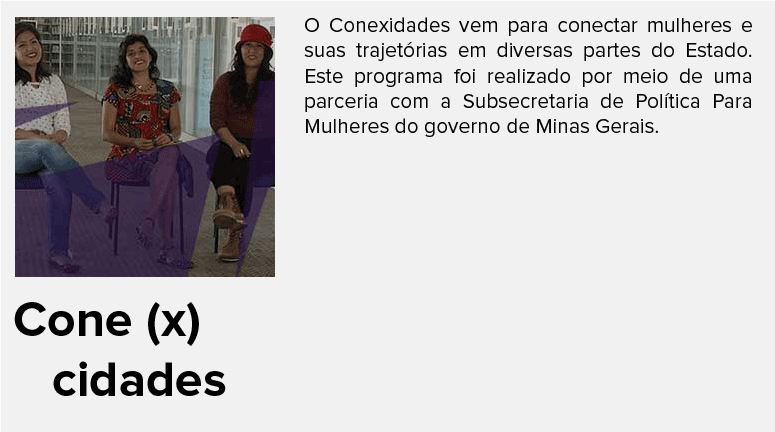 O Conexidades vem para conectar mulheres e
suas trajetórias em diversas partes do Estado.
Este programa foi realizado por meio de uma
parceria com a Subsecretaria de Política Para
Mulheres do governo de Minas Gerais.
Cone (x)
cidades